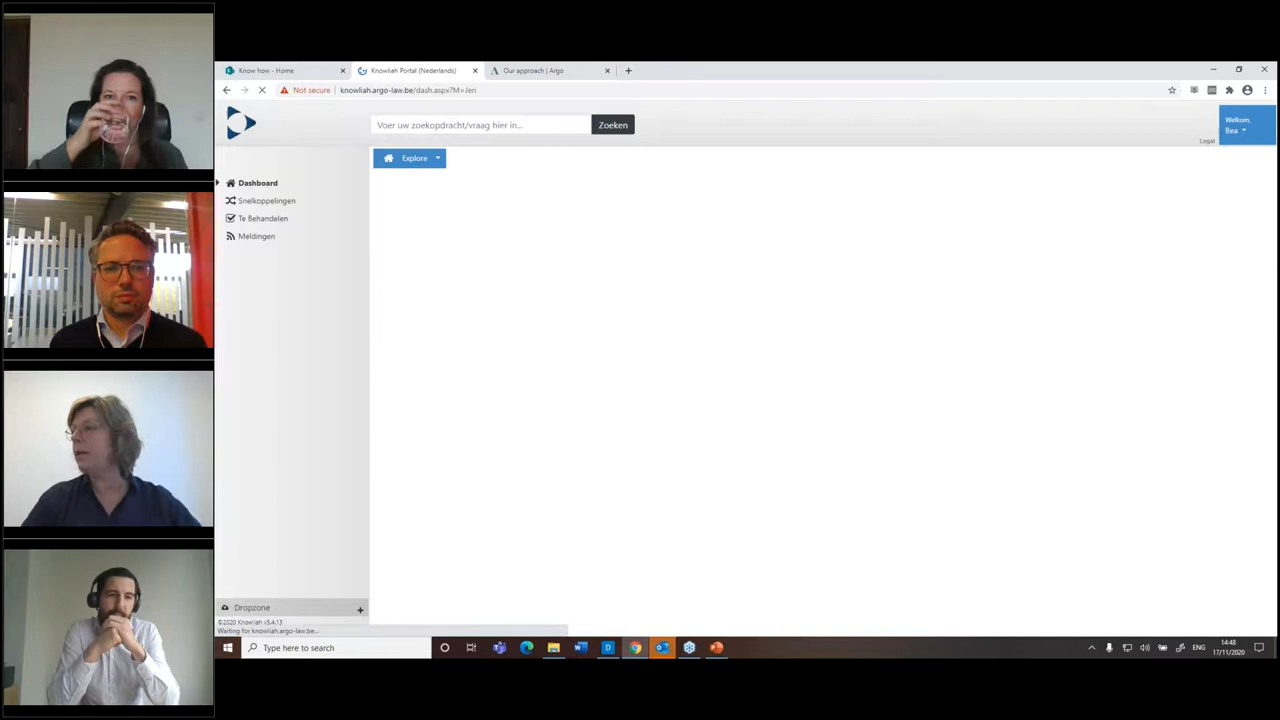 Know how - Home
Knowliah Portal (Nederlands)
Our approach | Argo
Not secure
knowliah.argo-law.be/dash.aspx?M=Jeri
Voer uw zoekopdracht/vraag hier in...
Zoeken
Welkom,
Bea
Legal
Explore
Dashboard
Snelkoppelingen
Te Behandelen
Meldingen
Dropzone
©2020 Knowliah v5.4.13
Waiting for knowliah.argo-law.be...
Type here to search
ENG
14:48
17/11/2020